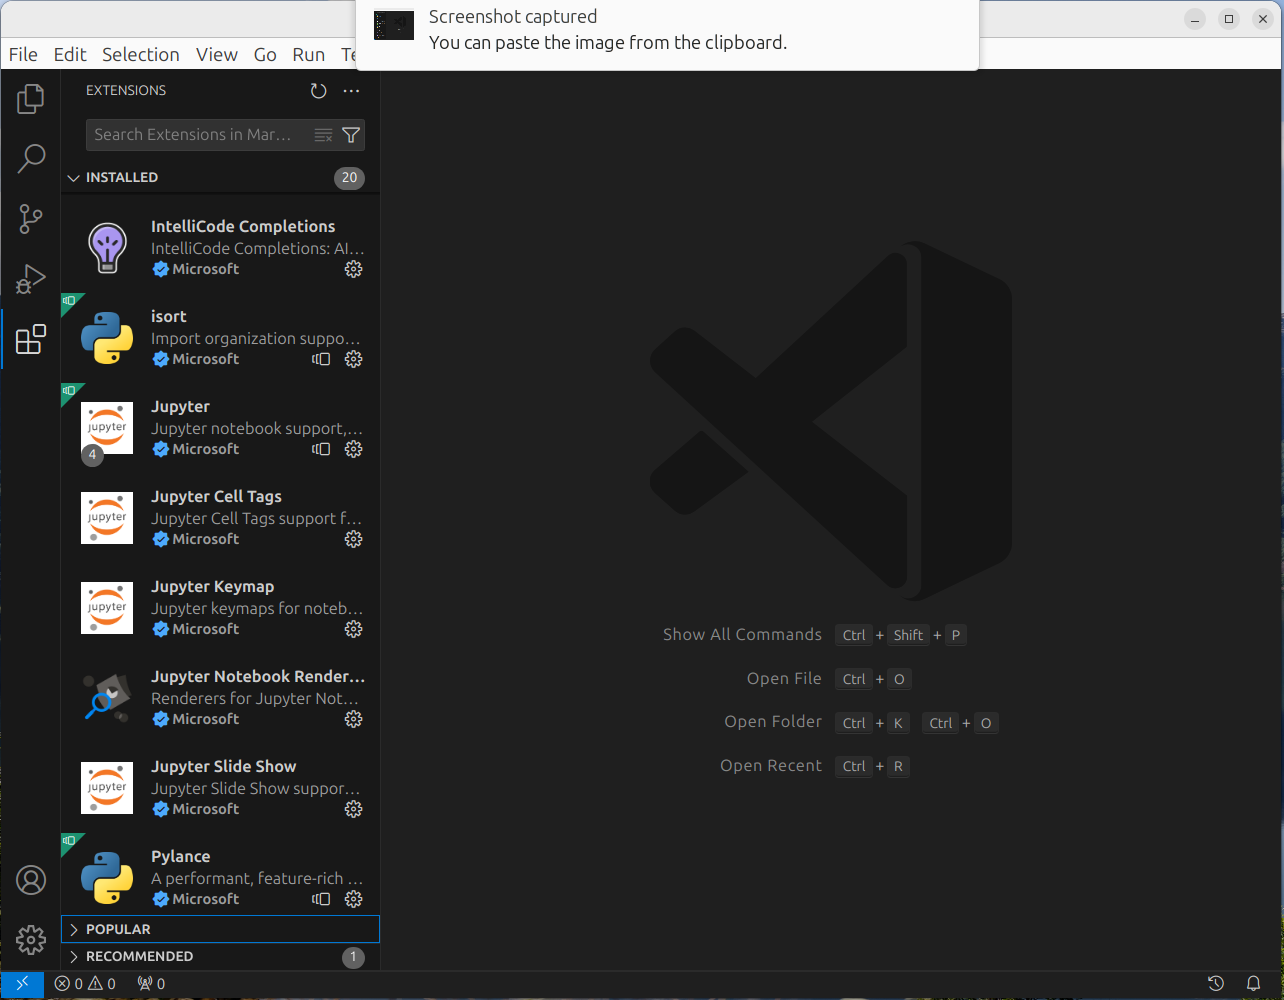 Screenshot captured
You can paste the image from the clipboard.
File Edit Selection View Go Run Te
EXTENSIONS
Search Extensions in Mar…
INSTALLED 20
IntelliCode Completions
IntelliCode Completions: AI…
Microsoft
isort
Import organization suppo…
Microsoft
Jupyter
Jupyter notebook support,…
Microsoft
jupyter
4
Jupyter Cell Tags
Jupyter Cell Tags support f…
Microsoft
jupyter
Jupyter Keymap
Jupyter keymaps for noteb…
Microsoft
jupyter
Jupyter Notebook Render…
Renderers for Jupyter Not…
Microsoft
Jupyter Slide Show
Jupyter Slide Show suppor…
Microsoft
jupyter
Pylance
A performant, feature-rich …
Microsoft
POPULAR
RECOMMENDED 1
Show All Commands Ctrl + Shift + P
Open File Ctrl + O
Open Folder Ctrl + K Ctrl + O
Open Recent Ctrl + R
0 0 0